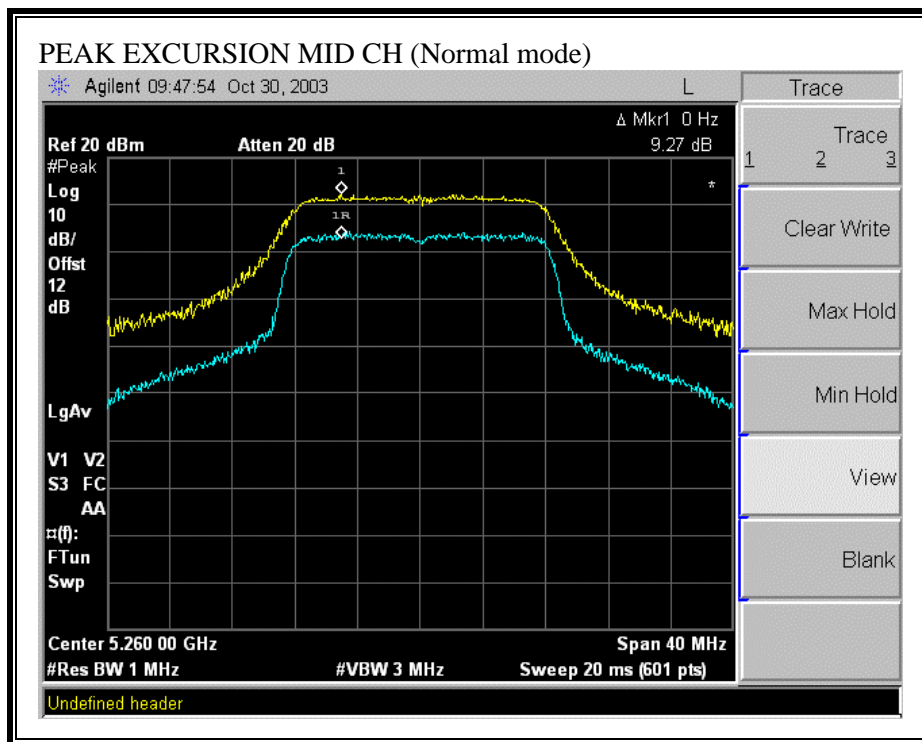 PEAK EXCURSION MID CH (Normal mode)
Agilent 09:47:54 Oct 30, 2003
L
Trace
Δ Mkr1 0 Hz
Ref 20 dBm Atten 20 dB 9.27 dB
#Peak
Log
10
dB/
Offst
12
dB
1
1R
*
LgAv
V1 V2
S3 FC
AA
¤(f):
FTun
Swp
Center 5.260 00 GHz Span 40 MHz
#Res BW 1 MHz #VBW 3 MHz Sweep 20 ms (601 pts)
Undefined header
Trace
1 2 3
Clear Write
Max Hold
Min Hold
View
Blank